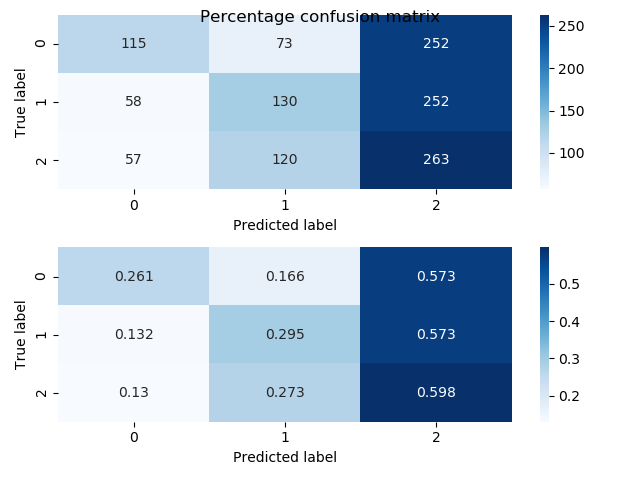 Percentage confusion matrix
True label
0 115 73 252
1 58 130 252
2 57 120 263
0 1 2
Predicted label
250
200
150
100
True label
0 0.261 0.166 0.573
1 0.132 0.295 0.573
2 0.13 0.273 0.598
0 1 2
Predicted label
0.5
0.4
0.3
0.2